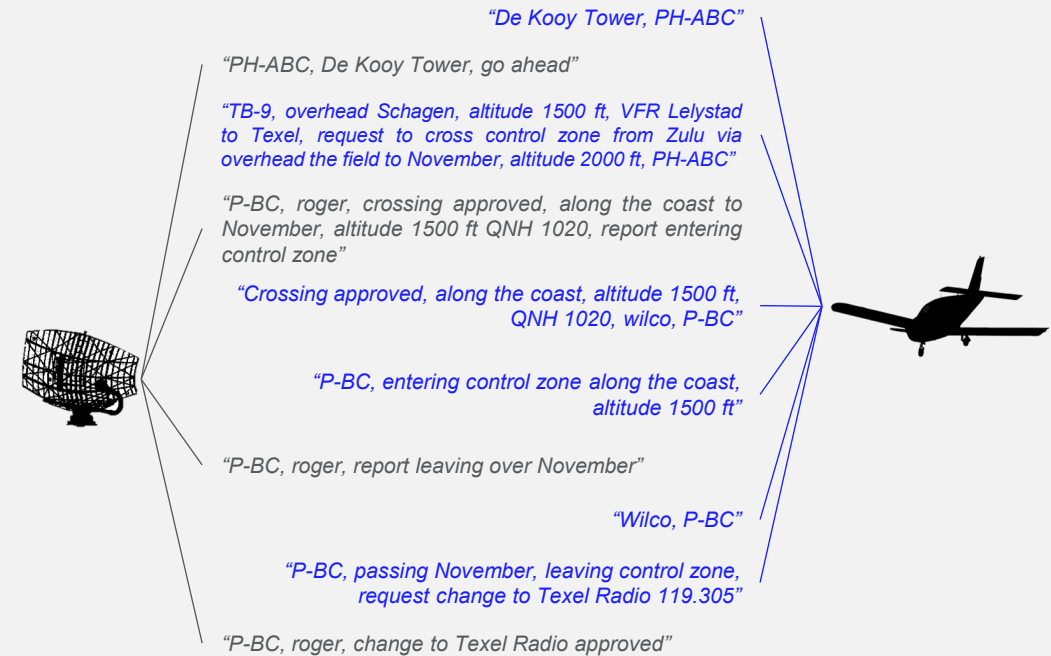 “De Kooy Tower, PH-ABC”
“PH-ABC, De Kooy Tower, go ahead”
“TB-9, overhead Schagen, altitude 1500 ft, VFR Lelystad
to Texel, request to cross control zone from Zulu via
overhead the field to November, altitude 2000 ft, PH-ABC”
“P-BC, roger, crossing approved, along the coast to
November, altitude 1500 ft QNH 1020, report entering
control zone”
“Crossing approved, along the coast, altitude 1500 ft,
QNH 1020, wilco, P-BC”
“P-BC, entering control zone along the coast,
altitude 1500 ft”
“P-BC, roger, report leaving over November”
“Wilco, P-BC”
“P-BC, passing November, leaving control zone,
request change to Texel Radio 119.305”
“P-BC, roger, change to Texel Radio approved”